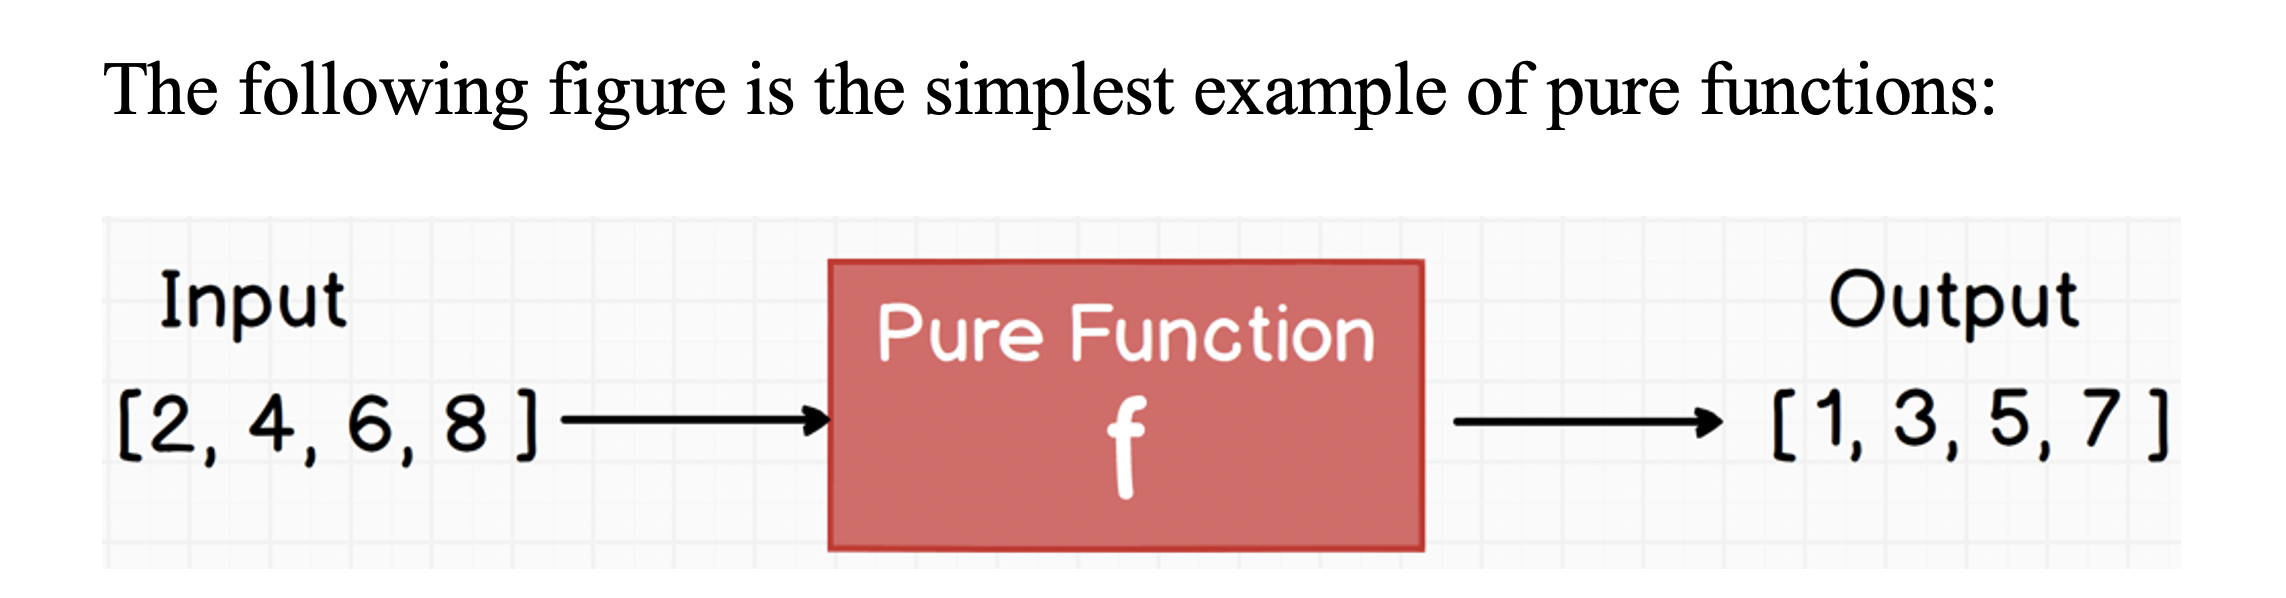 The following figure is the simplest example of pure functions:
Input
Pure Function
Output
[2, 4, 6, 8 ]
f
[ 1, 3, 5, 7 ]